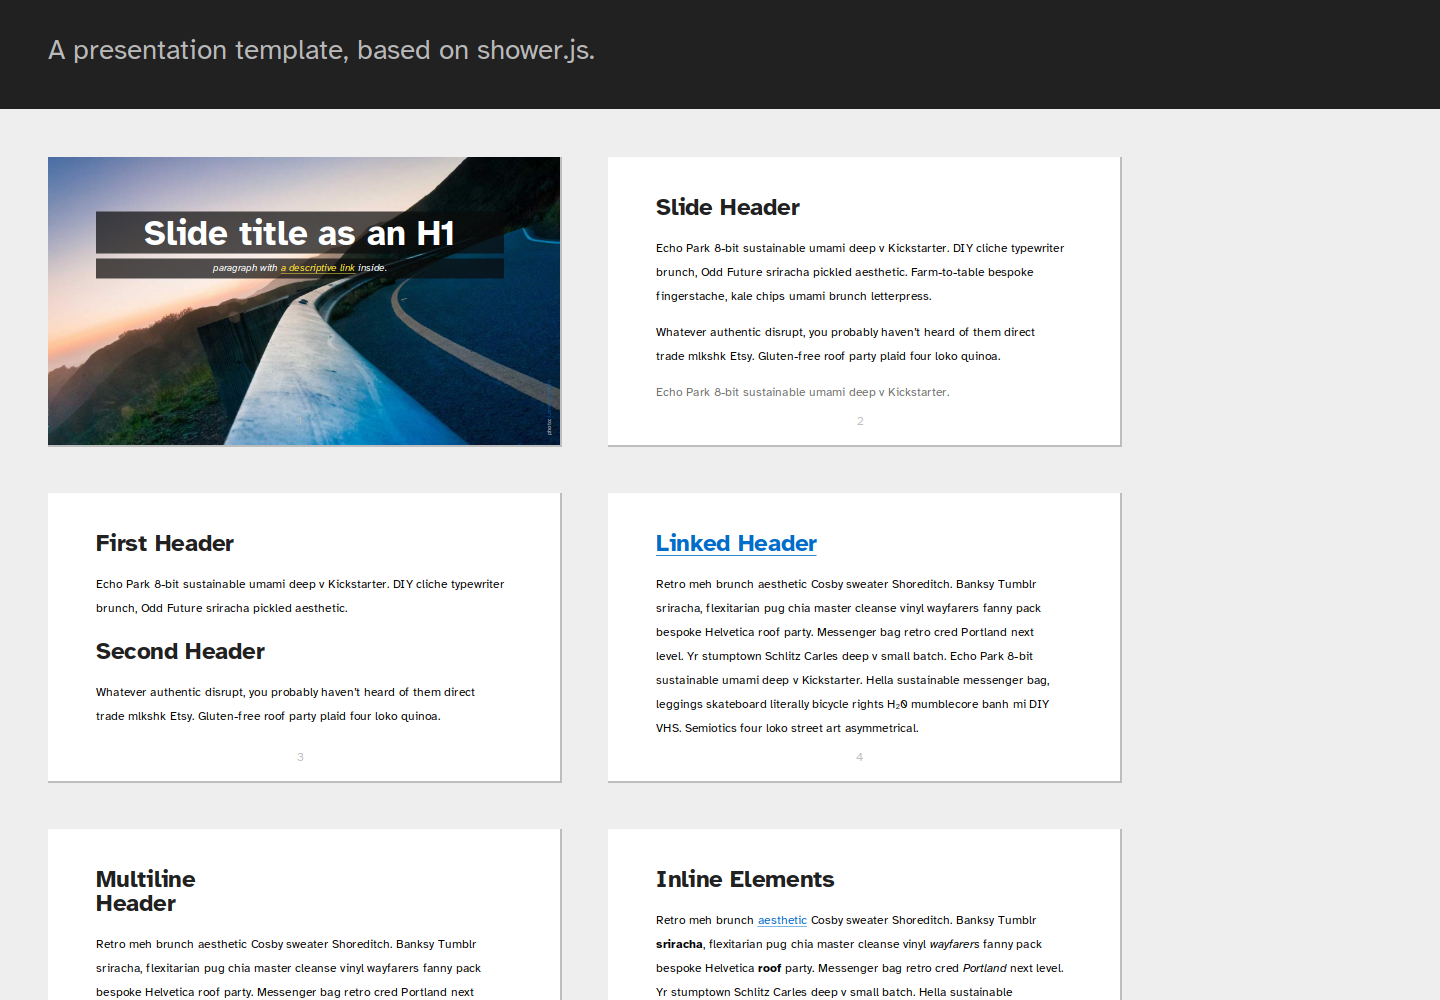 A presentation template, based on shower.js.
Slide title as an H1
paragraph with a descriptive link inside.
photo:
1
Slide Header
Echo Park 8-bit sustainable umami deep v Kickstarter. DIY cliche typewriter
brunch, Odd Future sriracha pickled aesthetic. Farm-to-table bespoke
fingerstache, kale chips umami brunch letterpress.
Whatever authentic disrupt, you probably haven't heard of them direct
trade mlkshk Etsy. Gluten-free roof party plaid four loko quinoa.
Echo Park 8-bit sustainable umami deep v Kickstarter.
2
First Header
Echo Park 8-bit sustainable umami deep v Kickstarter. DIY cliche typewriter
brunch, Odd Future sriracha pickled aesthetic.
Second Header
Whatever authentic disrupt, you probably haven't heard of them direct
trade mlkshk Etsy. Gluten-free roof party plaid four loko quinoa.
3
Linked Header
Retro meh brunch aesthetic Cosby sweater Shoreditch. Banksy Tumblr
sriracha, flexitarian pug chia master cleanse vinyl wayfarers fanny pack
bespoke Helvetica roof party. Messenger bag retro cred Portland next
level. Yr stumptown Schlitz Carles deep v small batch. Echo Park 8-bit
sustainable umami deep v Kickstarter. Hella sustainable messenger bag,
leggings skateboard literally bicycle rights H₂0 mumblecore banh mi DIY
VHS. Semiotics four loko street art asymmetrical.
4
Multiline
Header
Retro meh brunch aesthetic Cosby sweater Shoreditch. Banksy Tumblr
sriracha, flexitarian pug chia master cleanse vinyl wayfarers fanny pack
bespoke Helvetica roof party. Messenger bag retro cred Portland next
Inline Elements
Retro meh brunch aesthetic Cosby sweater Shoreditch. Banksy Tumblr
sriracha, flexitarian pug chia master cleanse vinyl wayfarers fanny pack
bespoke Helvetica roof party. Messenger bag retro cred Portland next level.
Yr stumptown Schlitz Carles deep v small batch. Hella sustainable